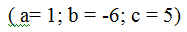 ( a= 1; b = -6; c = 5)